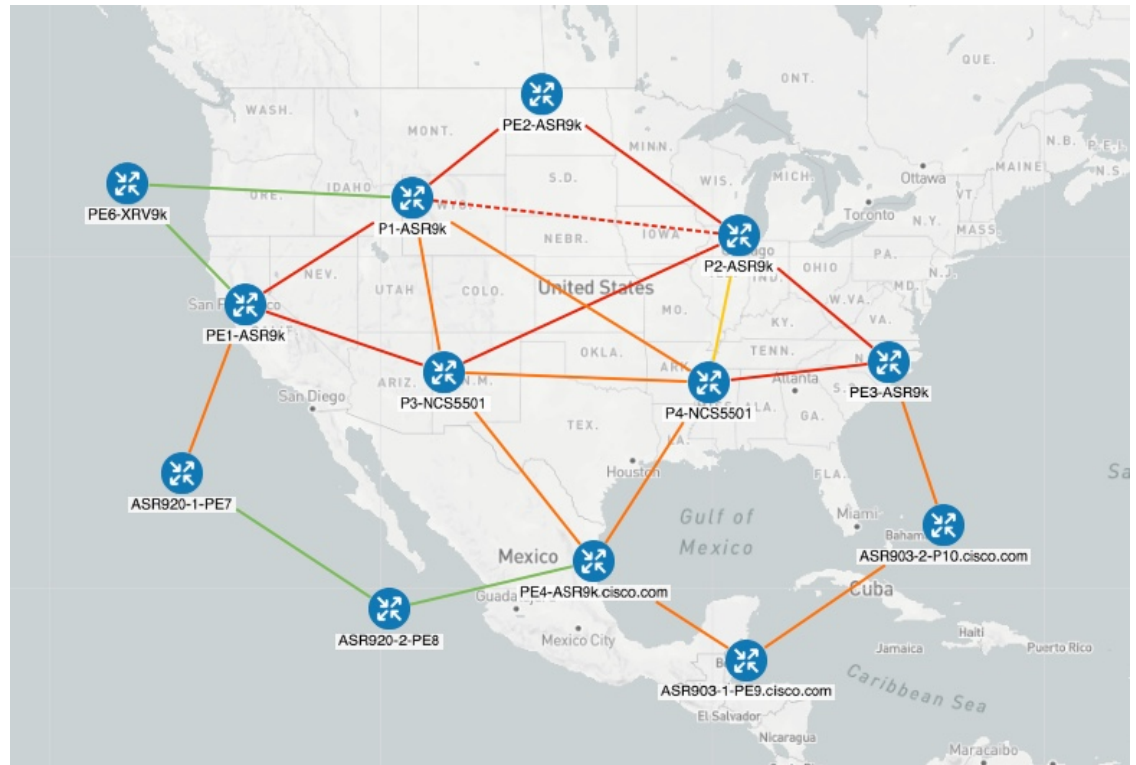 QUE.
ONT.
WASH.
PE2-ASR9k
MONT.
MINN.
N.B.
P.E.I.
MAINE
N.S.
Ottawa
VT.
S.D.
WIS.
MICH.
ORE.
IDAHO
PE6-XRV9k
Toronto
N.Y.
MASS.
P1-ASR9k
NEBR.
IOWA
PA.
N.J.
OHIO
P2-ASR9k
NEV.
UTAH
COLO.
United States
MD.
MO.
W.VA.
VA.
KY.
PE1-ASR9k
OKLA.
ARK.
TENN.
ARIZ.
N.M.
Atlanta
San Diego
P3-NCS5501
P4-NCS5501
ALA.
GA.
PE3-ASR9k
TEX.
LA.
Houston
FLA.
ASR920-1-PE7
Gulf of
Mexico
Miami
ASR903-2-P10.cisco.com
Mexico
PE4-ASR9k.cisco.com
Cuba
ASR920-2-PE8
Mexico City
Haiti
Jamaica
Puerto Rico
ASR903-1-PE9.cisco.com
Caribbean Sea
El Salvador
Nicaragua
Maracaibo